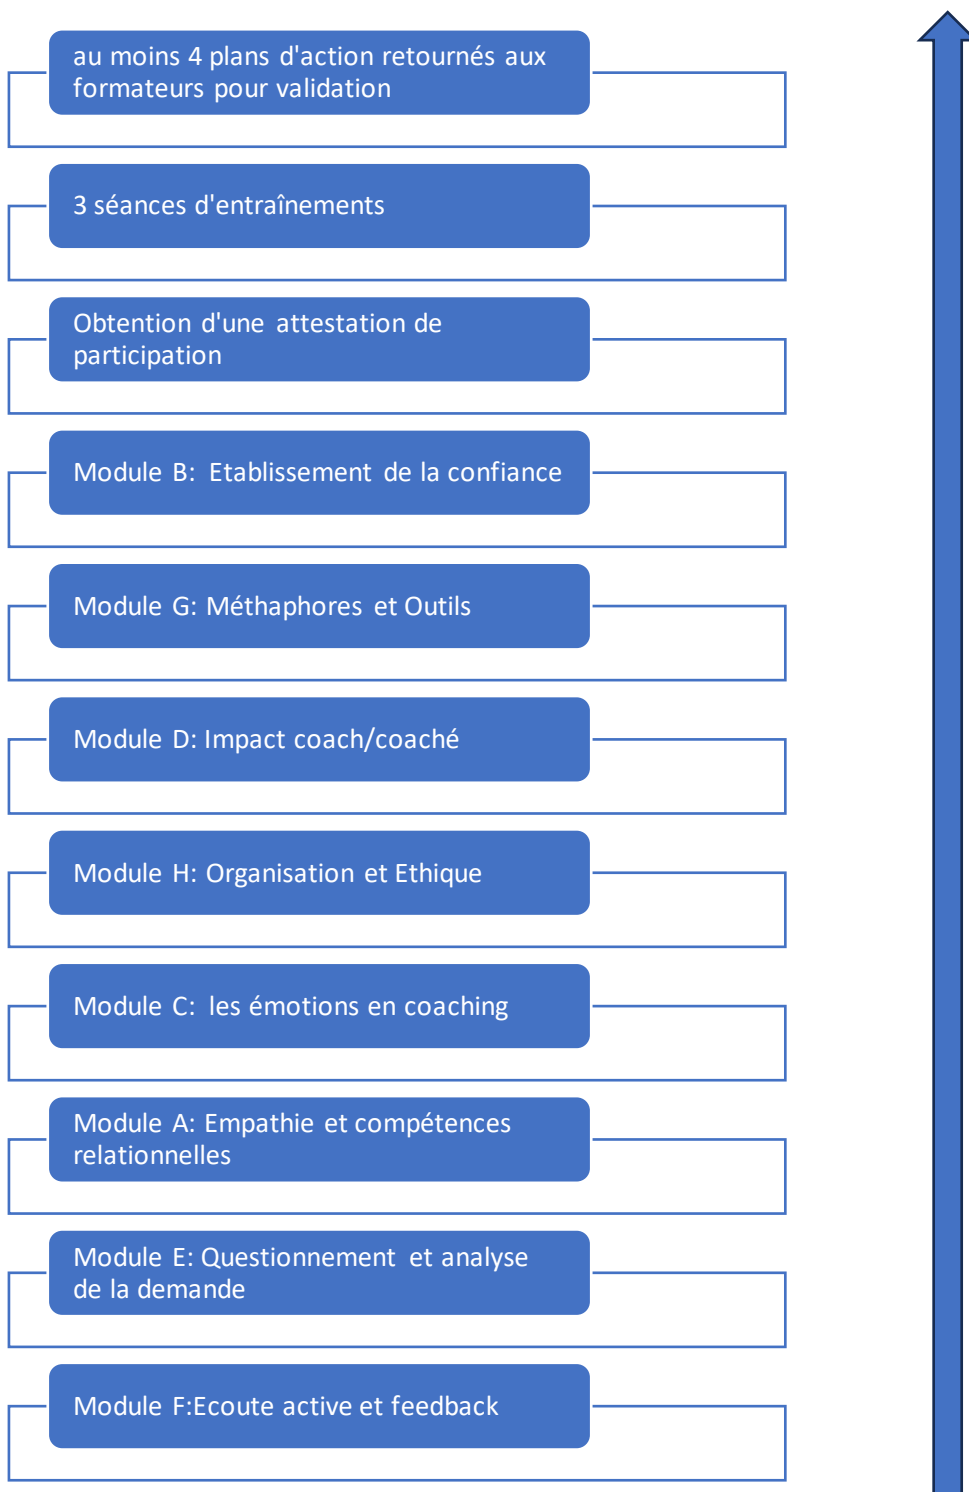 au moins 4 plans d'action retournés aux
formateurs pour validation
3 séances d'entraînements
Obtention d'une attestation de
participation
Module B: Etablissement de la confiance
Module G: Méthaphores et Outils
Module D: Impact coach/coaché
Module H: Organisation et Ethique
Module C: les émotions en coaching
Module A: Empathie et compétences
relationnelles
Module E: Questionnement et analyse
de la demande
Module F:Ecoute active et feedback